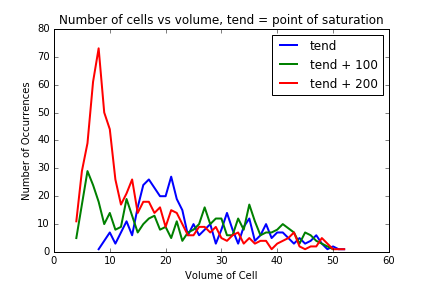 Number of cells vs volume, tend = point of saturation
80
70
60
50
40
30
20
10
0
Number of Occurrences
tend
tend + 100
tend + 200
0 10 20 30 40 50 60
Volume of Cell